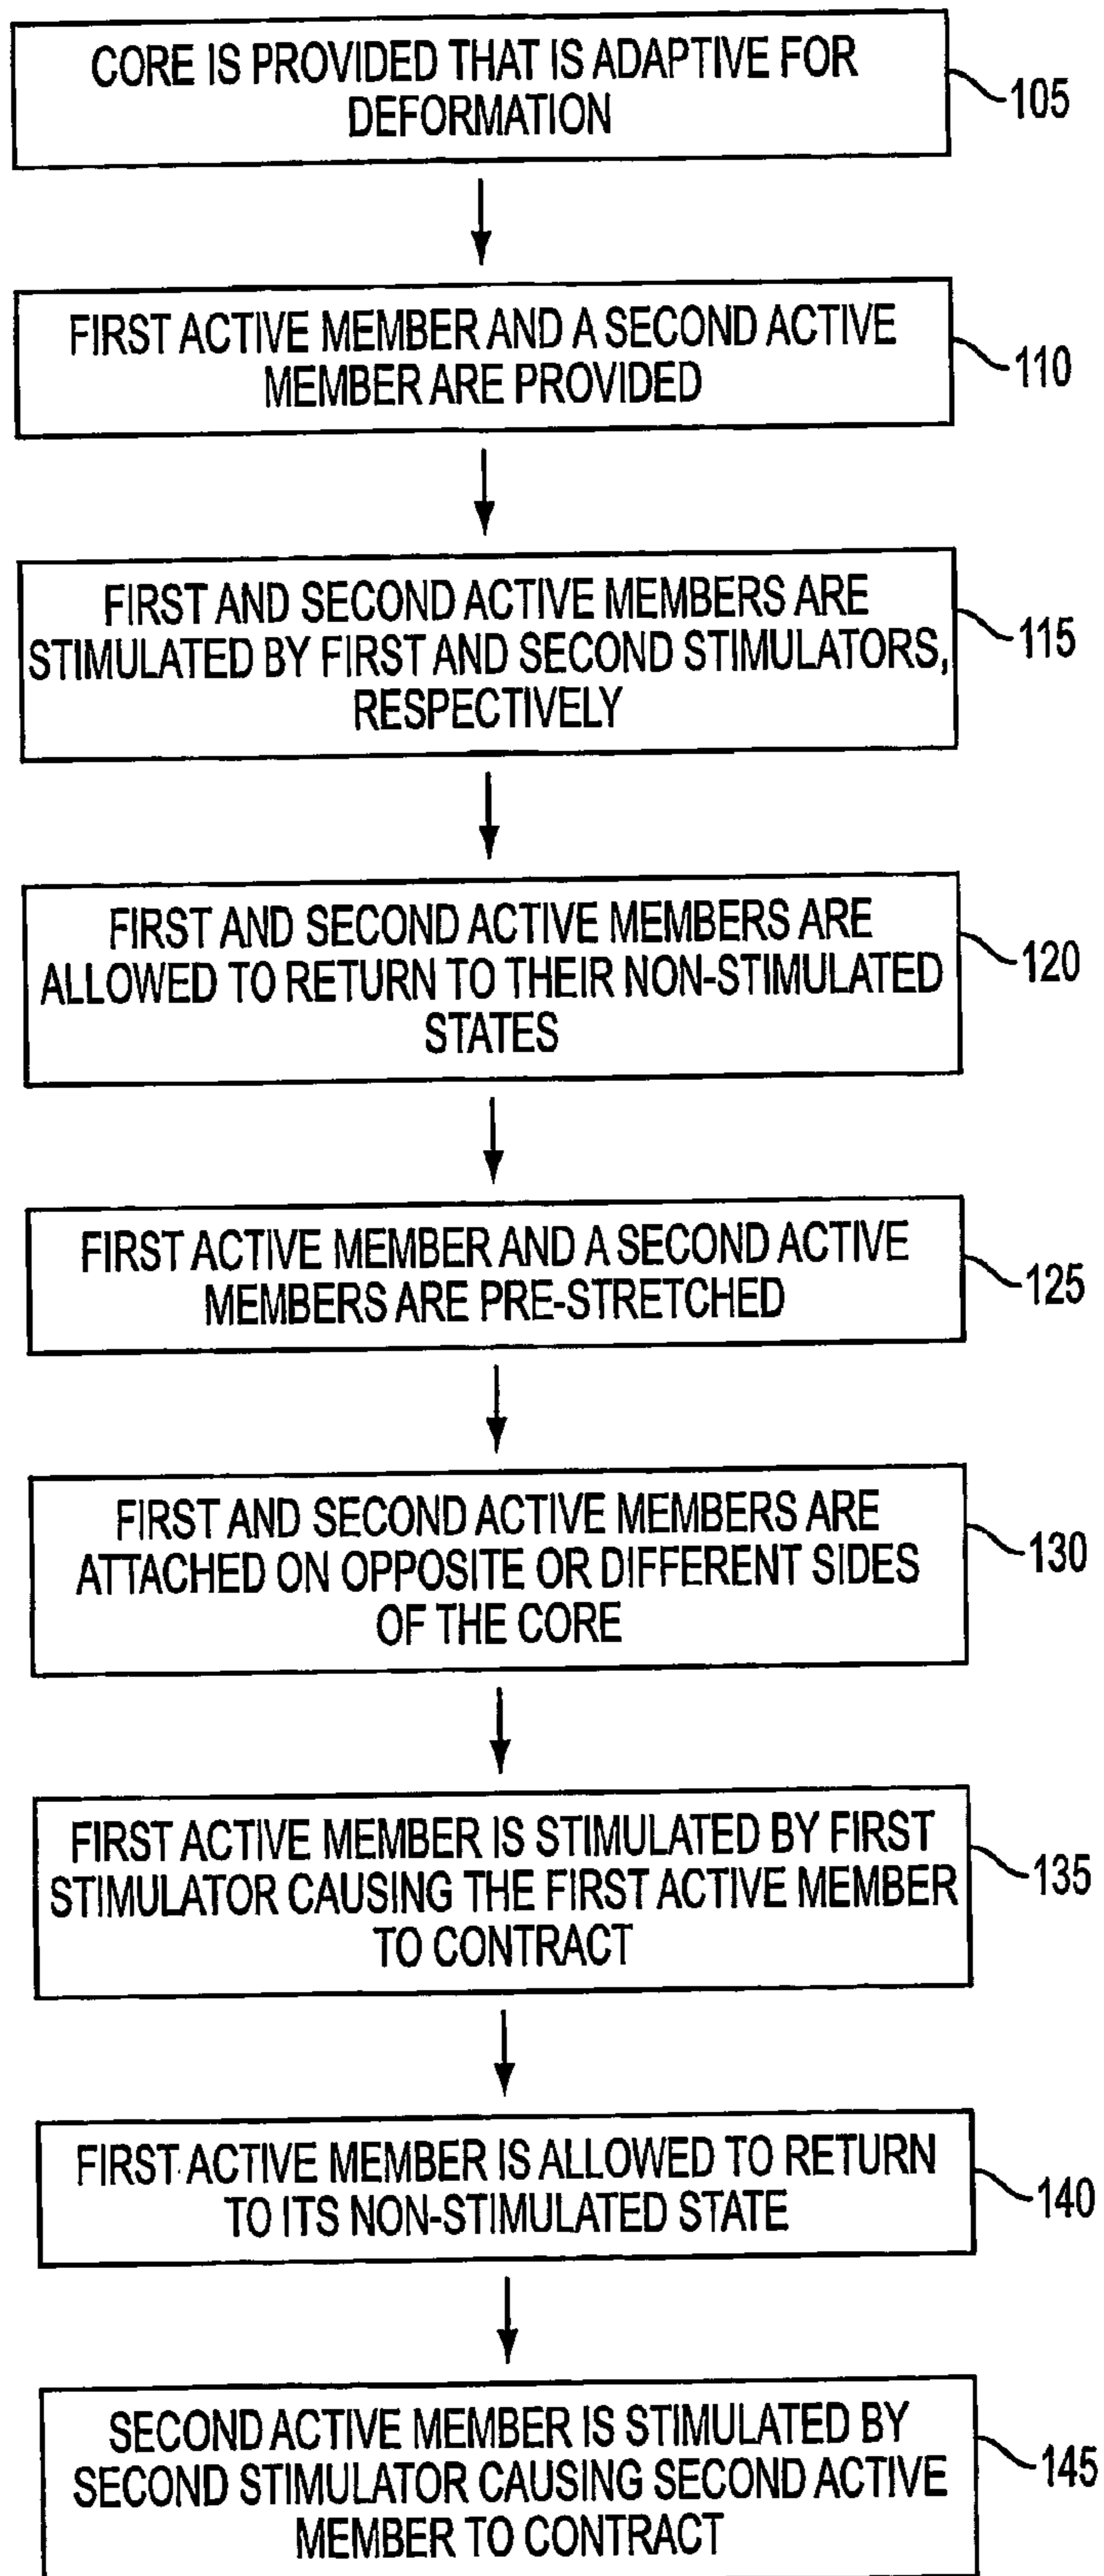 CORE IS PROVIDED THAT IS ADAPTIVE FOR
DEFORMATION
105
FIRST ACTIVE MEMBER AND A SECOND ACTIVE
MEMBER ARE PROVIDED
110
FIRST AND SECOND ACTIVE MEMBERS ARE
STIMULATED BY FIRST AND SECOND STIMULATORS,
RESPECTIVELY
115
FIRST AND SECOND ACTIVE MEMBERS ARE
ALLOWED TO RETURN TO THEIR NON-STIMULATED
STATES
120
FIRST ACTIVE MEMBER AND A SECOND ACTIVE
MEMBERS ARE PRE-STRETCHED
125
FIRST AND SECOND ACTIVE MEMBERS ARE
ATTACHED ON OPPOSITE OR DIFFERENT SIDES
OF THE CORE
130
FIRST ACTIVE MEMBER IS STIMULATED BY FIRST
STIMULATOR CAUSING THE FIRST ACTIVE MEMBER
TO CONTRACT
135
FIRST ACTIVE MEMBER IS ALLOWED TO RETURN
TO ITS NON-STIMULATED STATE
140
SECOND ACTIVE MEMBER IS STIMULATED BY
SECOND STIMULATOR CAUSING SECOND ACTIVE
MEMBER TO CONTRACT
145